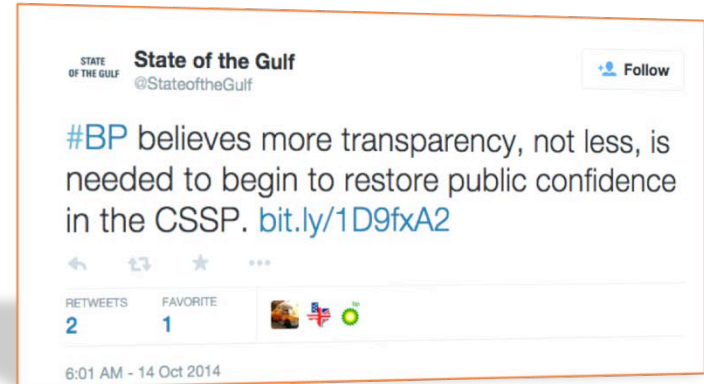 STATE
OF THE GULF
State of the Gulf
@StateoftheGulf
Follow
#BP believes more transparency, not less, is
needed to begin to restore public confidence
in the CSSP. bit.ly/1D9fxA2
RETWEETS
FAVORITE
2
1
bp
6:01 AM - 14 Oct 2014